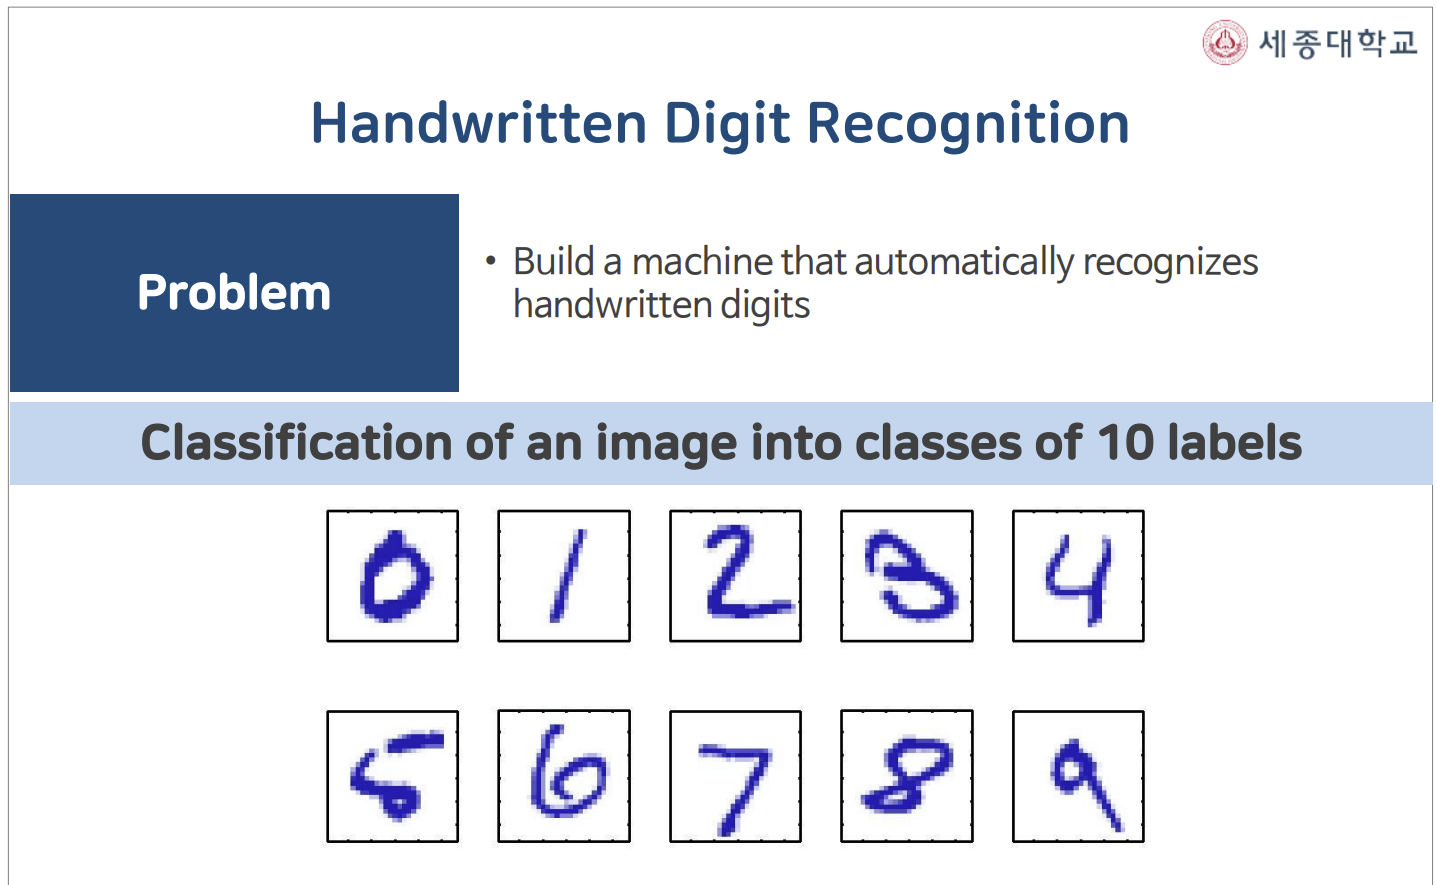 세종대학교
Handwritten Digit Recognition
Problem
• Build a machine that automatically recognizes
handwritten digits
Classification of an image into classes of 10 labels
0 1 2 3 4
5 6 7 8 9